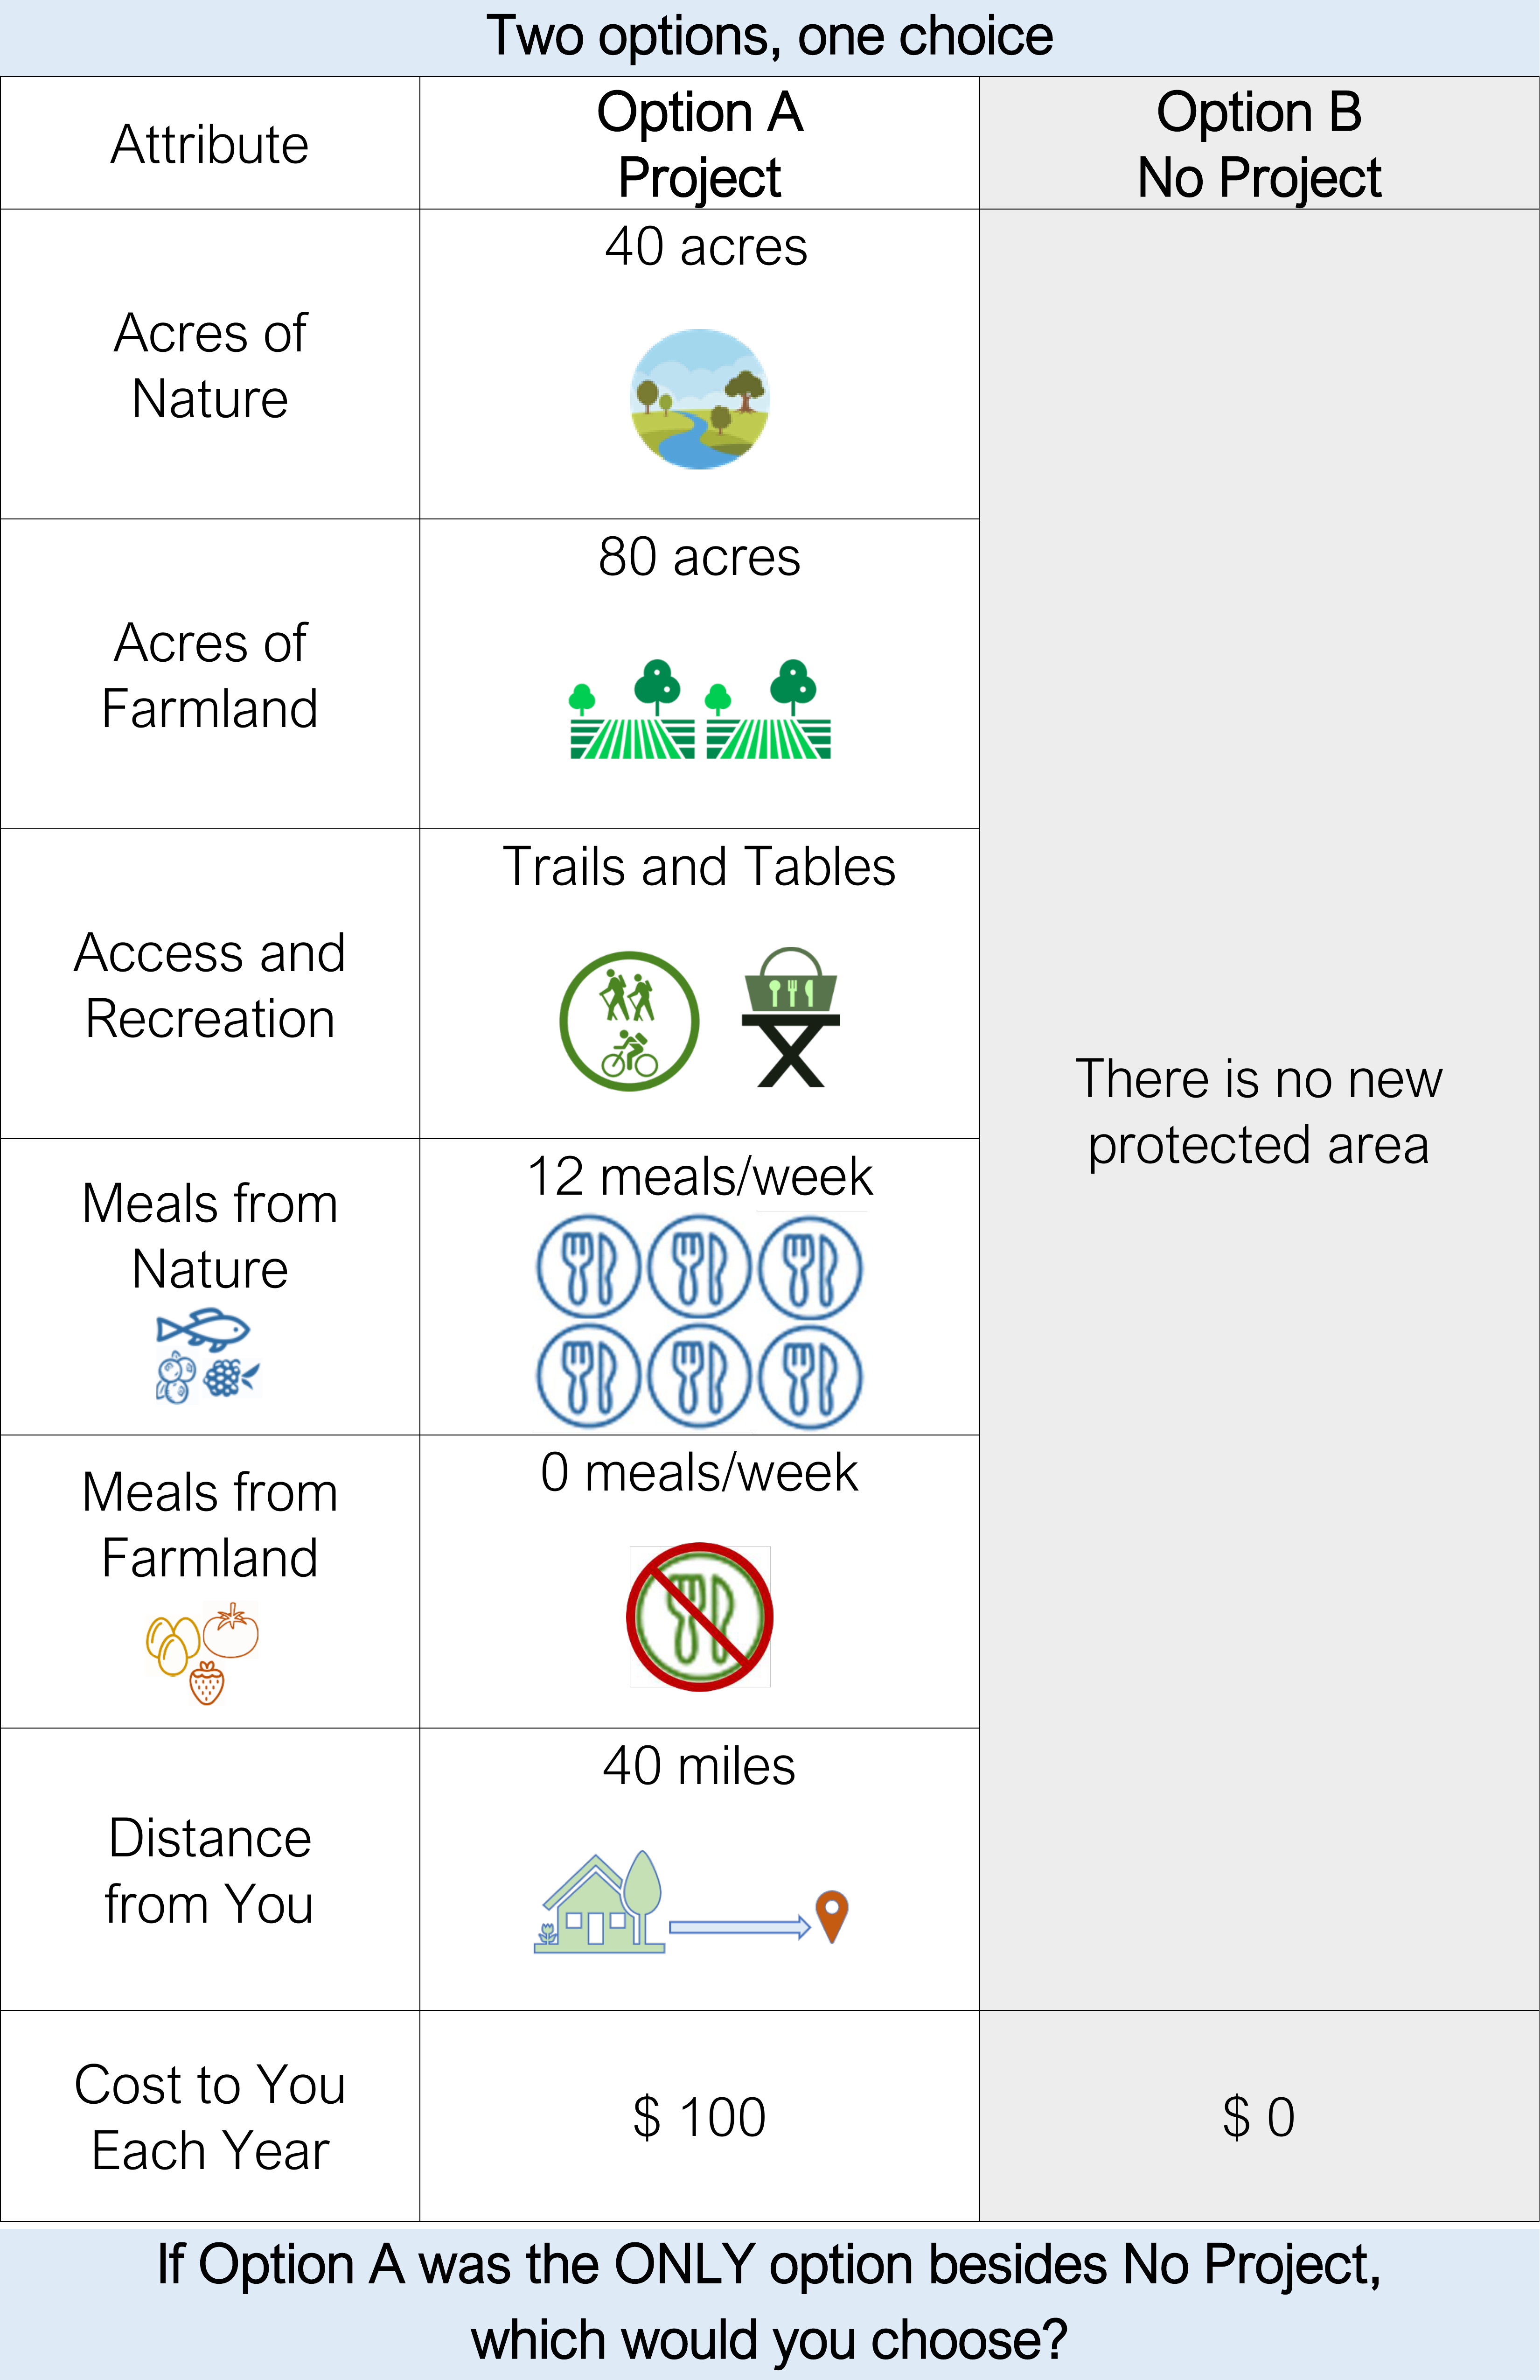 Two options, one choice
Attribute
Option A
Project
Option B
No Project
Acres of
Nature
40 acres
Acres of
Farmland
80 acres
Access and
Recreation
Trails and Tables
There is no new
protected area
Meals from
Nature
12 meals/week
Meals from
Farmland
0 meals/week
Distance
from You
40 miles
Cost to You
Each Year
$ 100
$ 0
If Option A was the ONLY option besides No Project,
which would you choose?